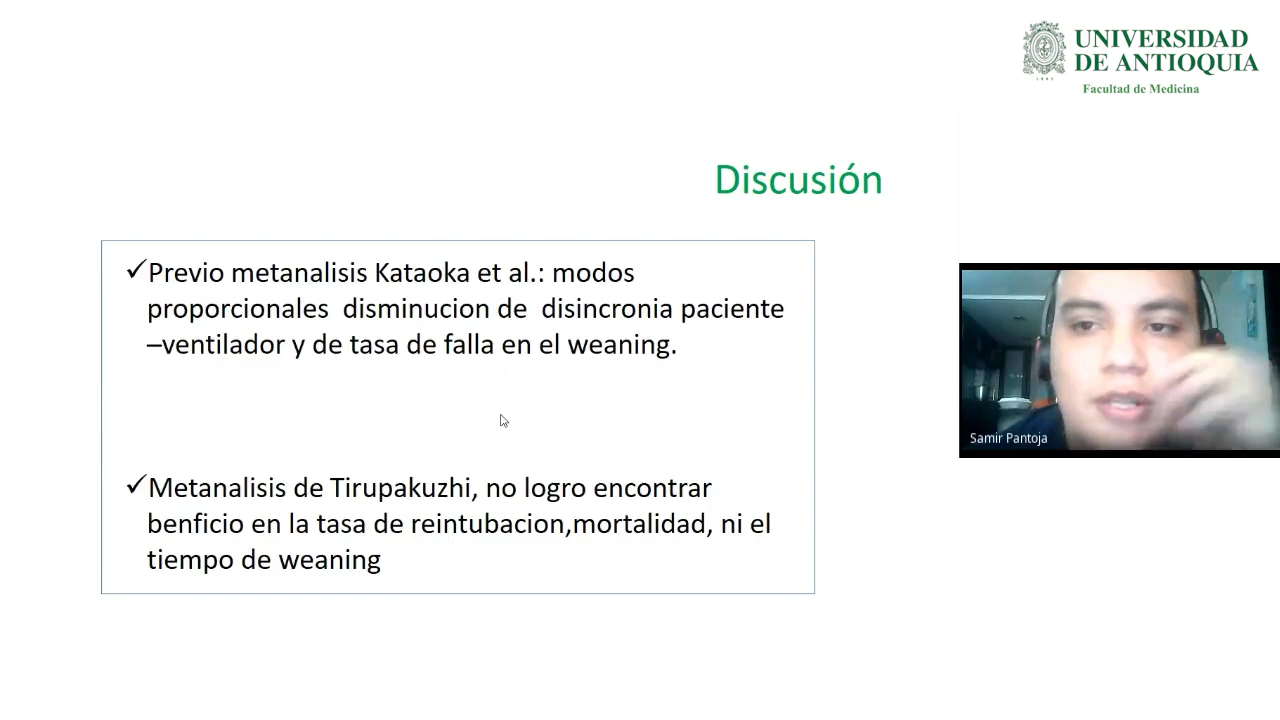 UNIVERSIDAD
DE ANTIOQUIA
Facultad de Medicina
Discusión
✓Previo metanalisis Kataoka et al.: modos
proporcionales disminucion de disincronia paciente
–ventilador y de tasa de falla en el weaning.
✓Metanalisis de Tirupakuzhi, no logro encontrar
benficio en la tasa de reintubacion,mortalidad, ni el
tiempo de weaning
Samir Pantoja